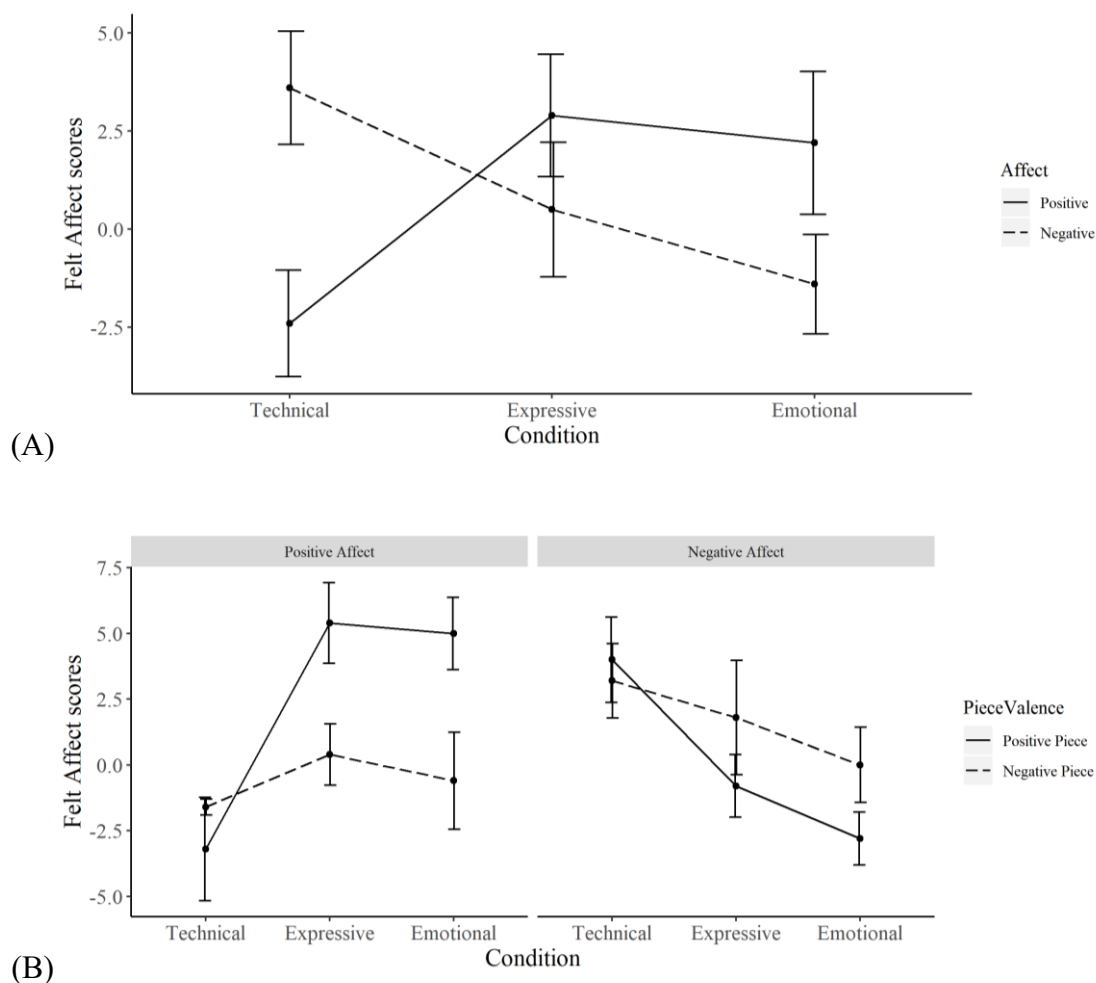 5.0
2.5
0.0
-2.5
Felt Affect scores
Technical Expressive Emotional
Condition
Affect
Positive
Negative
(A)
Positive Affect Negative Affect
7.5
5.0
2.5
0.0
-2.5
-5.0
Felt Affect scores
Technical Expressive Emotional Technical Expressive Emotional
Condition
PieceValence
Positive Piece
Negative Piece
(B)